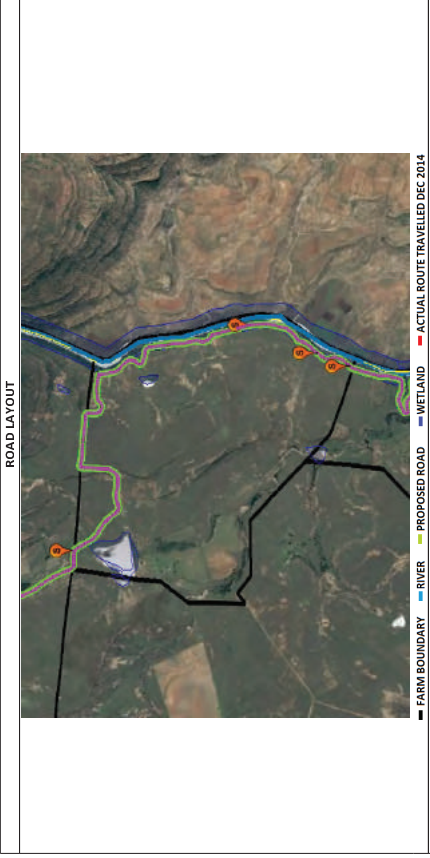 ROAD LAYOUT
S
S
S
S
FARM BOUNDARY RIVER PROPOSED ROAD WETLAND ACTUAL ROUTE TRAVELLED DEC 2014